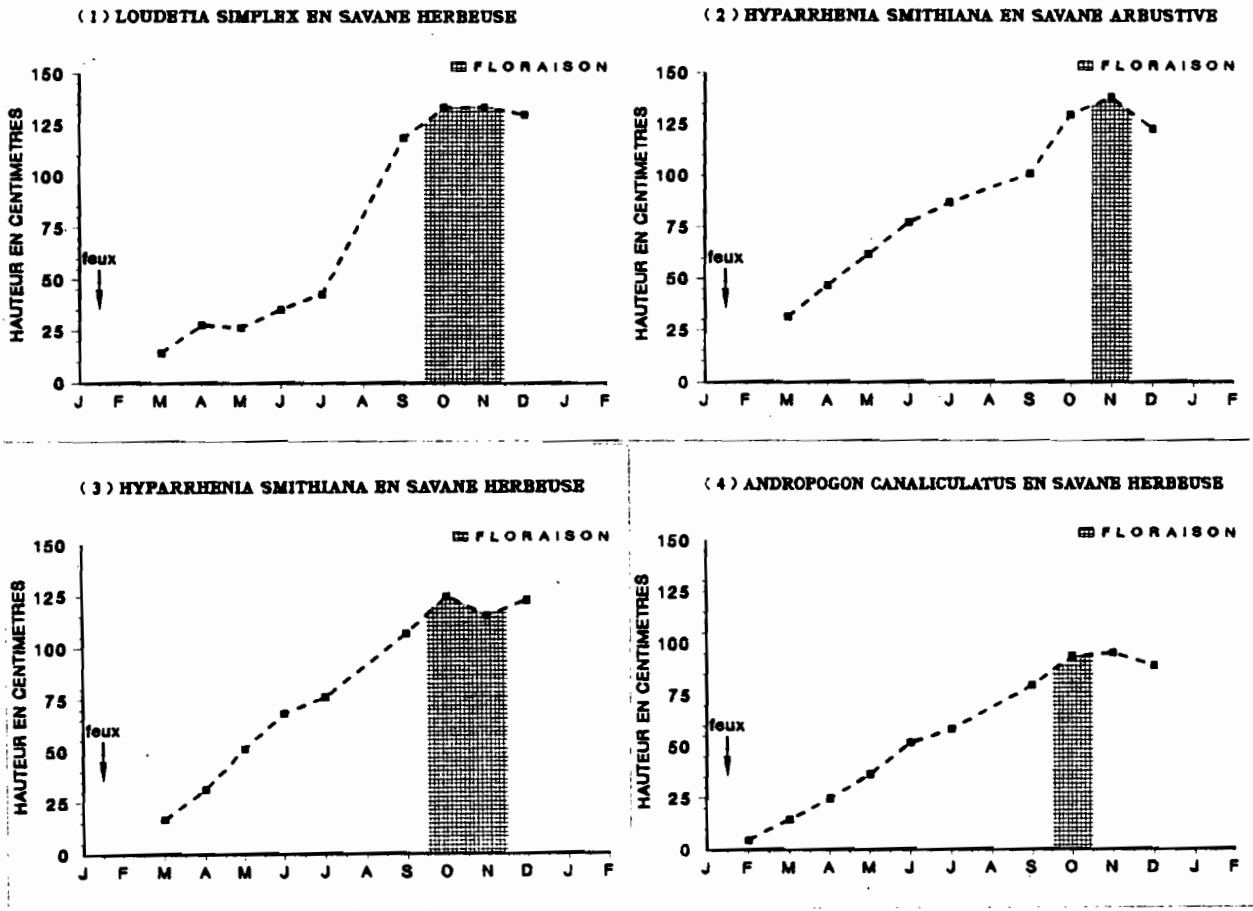 (1) LOUDETIA SIMPLEX EN SAVANE HERBEUSE
FLORAISON
HAUTEUR EN CENTIMETRES
150
125
100
75
50
25
0
feux
J F M A M J J S O N D J F
(2) HYPARRHENIA SMITHIANA EN SAVANE ARBUSTIVE
FLORAISON
HAUTEUR EN CENTIMETRES
150
125
100
75
50
25
0
feux
J F M A M J J A S O N D J F
(3) HYPARRHENIA SMITHIANA EN SAVANE HERBEUSE
FLORAISON
HAUTEUR EN CENTIMETRES
150
125
100
75
50
25
0
feux
J F M A M J J A S O N D J F
(4) ANDROPOGON CANALICULATUS EN SAVANE HERBEUSE
FLORAISON
HAUTEUR EN CENTIMETRES
150
125
100
75
50
25
0
feux
J F M A M J J A S O N D J F